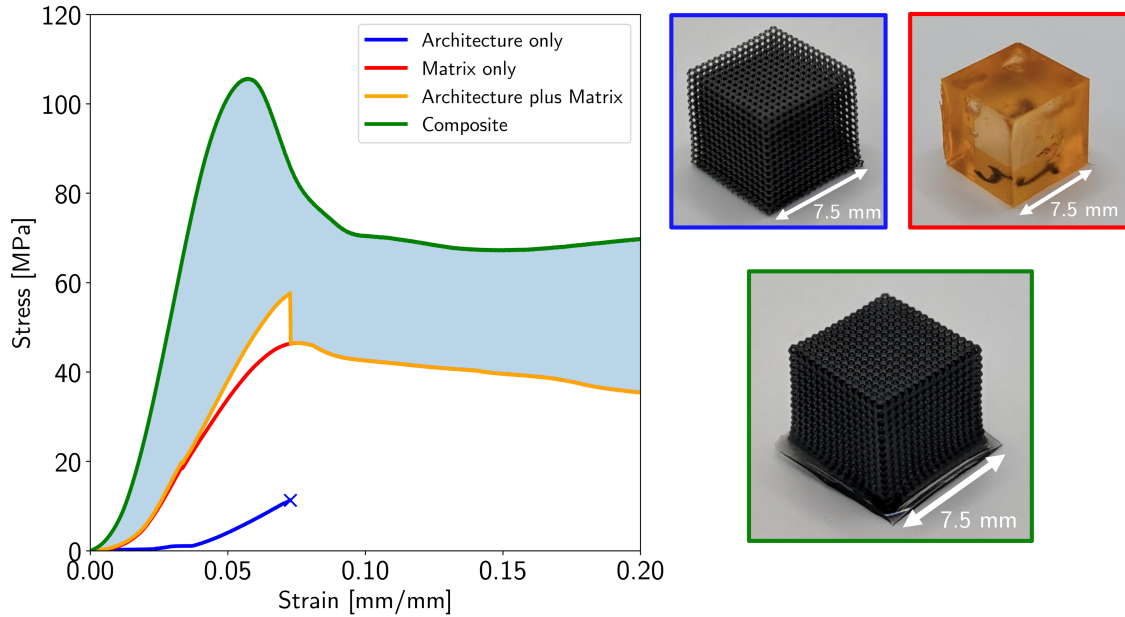 120
100
80
60
40
20
0
Stress [MPa]
0.00
0.05
0.10
0.15
0.20
Strain [mm/mm]
Architecture only
Matrix only
Architecture plus Matrix
Composite
7.5 mm
7.5 mm
7.5 mm